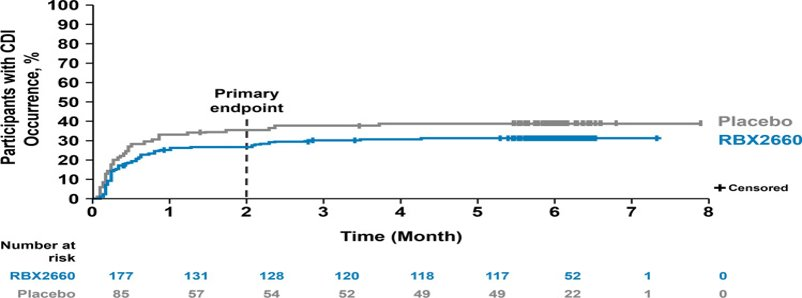 Participants with CDI
Occurrence, %
100
90
80
70
60
50
40
30
20
10
0
Primary
endpoint
Placebo
RBX2660
+ Censored
0 1 2 3 4 5 6 7 8
Time (Month)
Number at
risk
RBX2660 177 131 128 120 118 117 52 1 0
Placebo 85 57 54 52 49 49 22 1 0